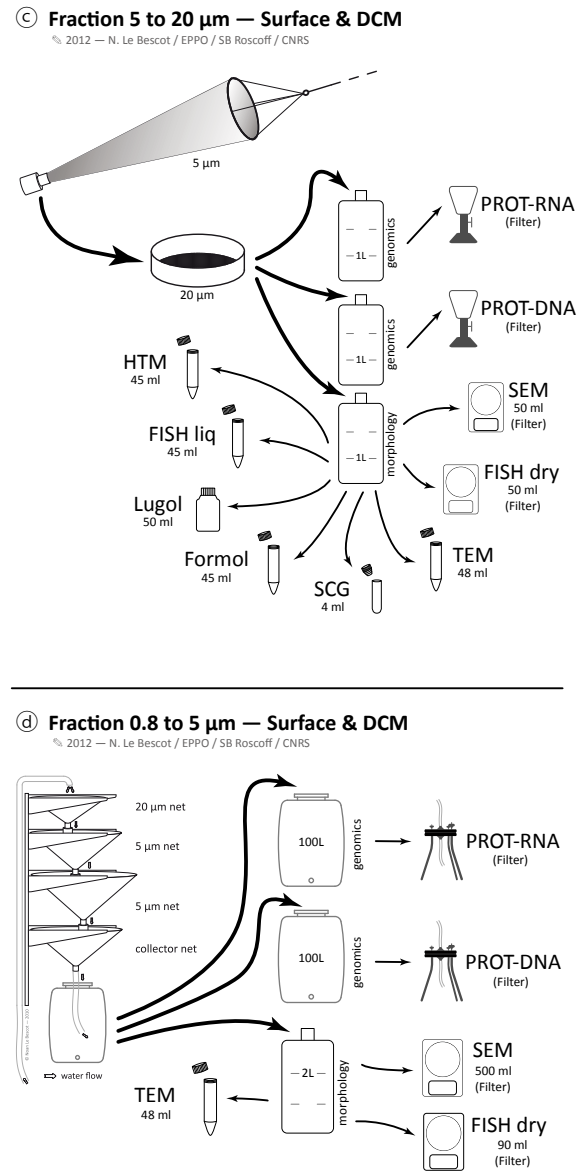 c Fraction 5 to 20 µm — Surface & DCM
✎ 2012 — N. Le Bescot / EPPO / SB Roscoff / CNRS
5 µm
20 µm
1L
genomics
PROT-RNA
(Filter)
1L
genomics
PROT-DNA
(Filter)
1L
morphology
HTM
45 ml
FISH liq
45 ml
Lugol
50 ml
Formol
45 ml
SCG
4 ml
TEM
48 ml
SEM
50 ml
(Filter)
FISH dry
50 ml
(Filter)
d Fraction 0.8 to 5 µm — Surface & DCM
✎ 2012 — N. Le Bescot / EPPO / SB Roscoff / CNRS
20 µm net
5 µm net
5 µm net
collector net
© Noan Le Bescot — 2010
⇨ water flow
100L
genomics
PROT-RNA
(Filter)
100L
genomics
PROT-DNA
(Filter)
2L
morphology
TEM
48 ml
SEM
500 ml
(Filter)
FISH dry
90 ml
(Filter)